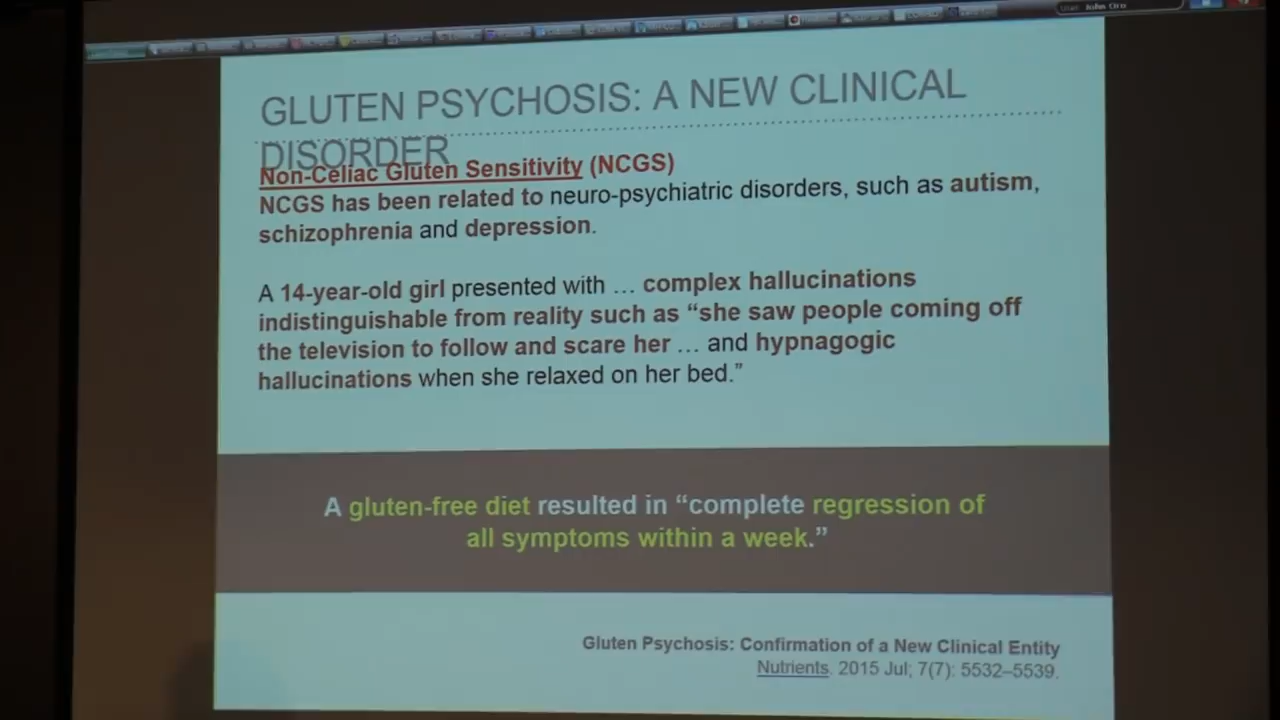 User: John Oro
GLUTEN PSYCHOSIS: A NEW CLINICAL
DISORDER
Non-Celiac Gluten Sensitivity (NCGS)
NCGS has been related to neuro-psychiatric disorders, such as autism,
schizophrenia and depression.
A 14-year-old girl presented with … complex hallucinations
indistinguishable from reality such as “she saw people coming off
the television to follow and scare her … and hypnagogic
hallucinations when she relaxed on her bed.”
A gluten-free diet resulted in “complete regression of
all symptoms within a week.”
Gluten Psychosis: Confirmation of a New Clinical Entity
Nutrients. 2015 Jul; 7(7): 5532–5539.